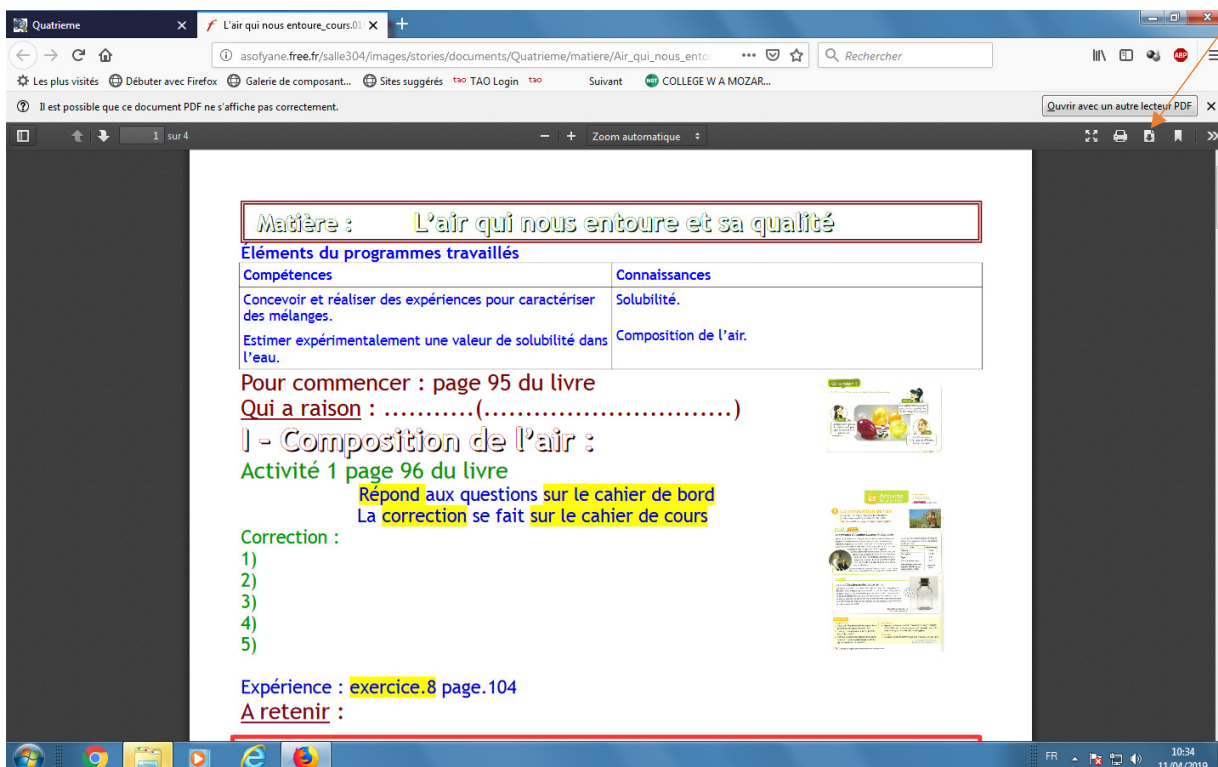 Quatrieme
L'air qui nous entoure_cours.01
asofyane.free.fr/salle304/images/stories/documents/Quatrieme/matiere/Air_qui_nous_ento
Rechercher
ABP
Les plus visités Débuter avec Firefox Galerie de composant... Sites suggérés tao TAO Login tao Suivant COLLEGE W A MOZAR...
Il est possible que ce document PDF ne s'affiche pas correctement.
Ouvrir avec un autre lecteur PDF
1 sur 4
Zoom automatique
Matière : L'air qui nous entoure et sa qualité
Éléments du programmes travaillés
Compétences
Connaissances
Concevoir et réaliser des expériences pour caractériser
des mélanges.
Solubilité.
Estimer expérimentalement une valeur de solubilité dans
l'eau.
Composition de l'air.
Pour commencer : page 95 du livre
Qui a raison : ...........(..............................)
I - Composition de l'air :
Activité 1 page 96 du livre
Répond aux questions sur le cahier de bord
La correction se fait sur le cahier de cours
Correction :
1)
2)
3)
4)
5)
Expérience : exercice.8 page.104
A retenir :
FR
10:34
11/04/2019